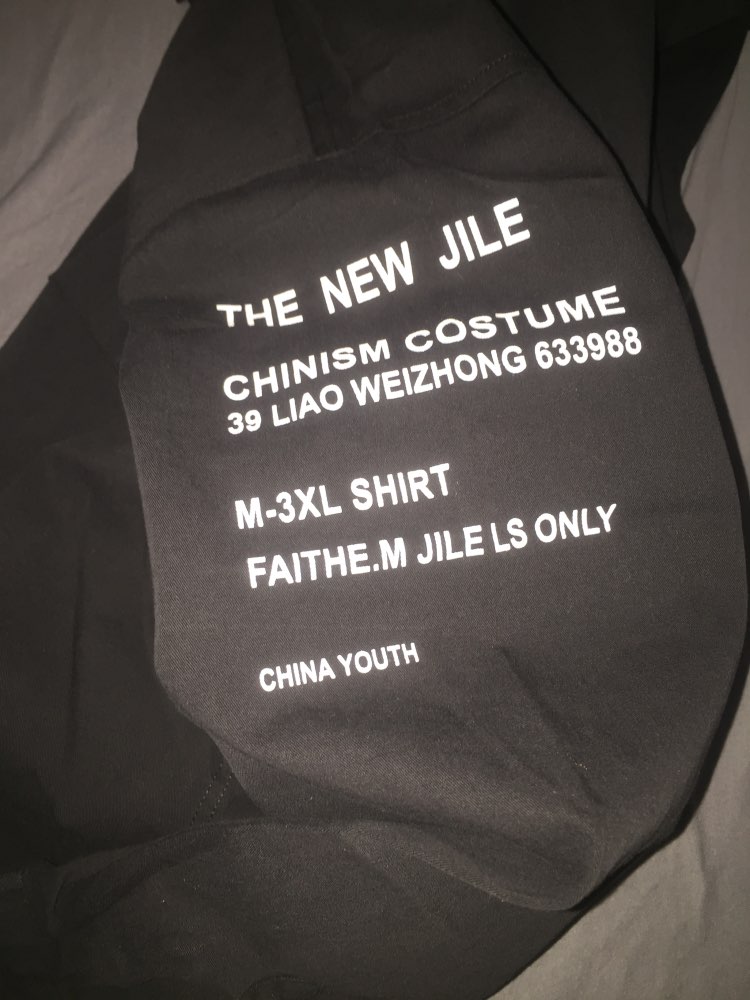 THE NEW JILE
CHINISM COSTUME
39 LIAO WEIZHONG 633988
M-3XL SHIRT
FAITHE.M JILE LS ONLY
CHINA YOUTH